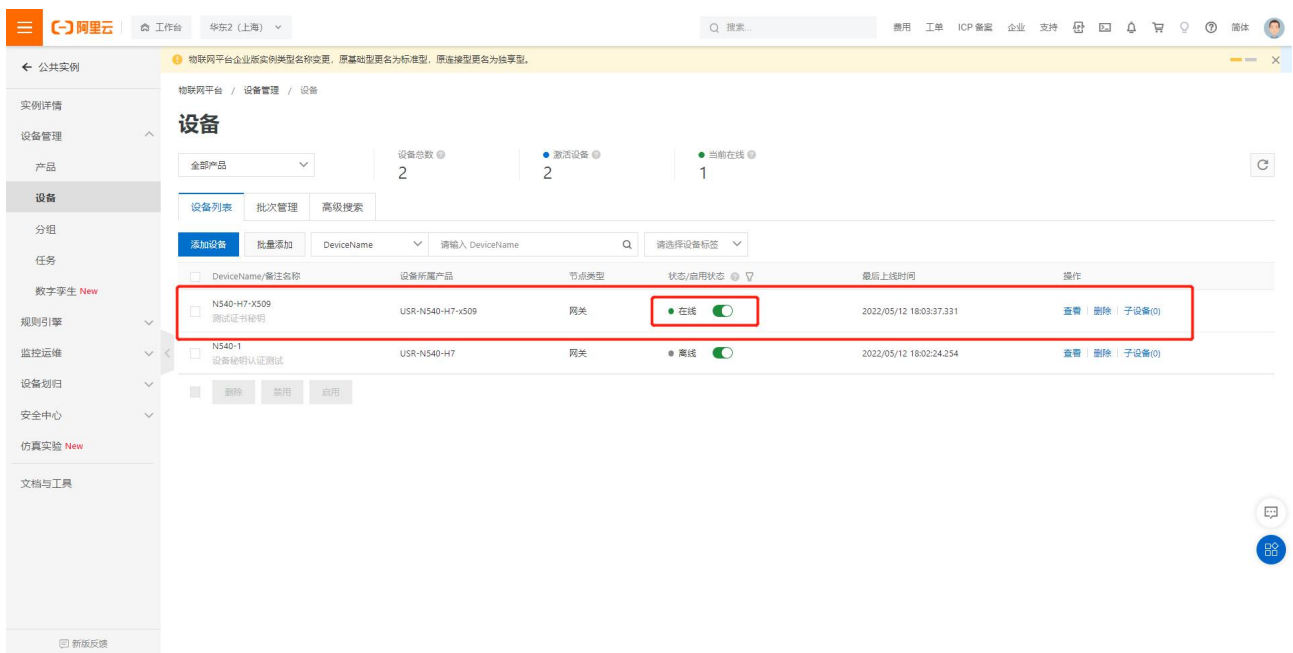 阿里云 工作台 华东2（上海） 搜索... 费用 工单 ICP 备案 企业 支持 简体
公共实例
物联网平台企业版实例类型名称变更，原基础型更名为标准型，原连接型更名为独享型。
物联网平台 / 设备管理 / 设备
实例详情
设备管理
产品
设备
分组
任务
数字孪生 New
规则引擎
监控运维
设备划归
安全中心
仿真实验 New
文档与工具
新版反馈
设备
全部产品
设备总数
2
激活设备
2
当前在线
1
设备列表 批次管理 高级搜索
添加设备 批量添加 DeviceName 请输入 DeviceName 请选择设备标签
DeviceName/备注名称 设备所属产品 节点类型 状态/启用状态 最后上线时间 操作
N540-H7-X509
测试证书秘明
USR-N540-H7-x509 网关 在线 2022/05/12 18:03:37.331 查看 删除 子设备(0)
N540-1
设备秘明认证测试
USR-N540-H7 网关 离线 2022/05/12 18:02:24.254 查看 删除 子设备(0)
删除 禁用 启用